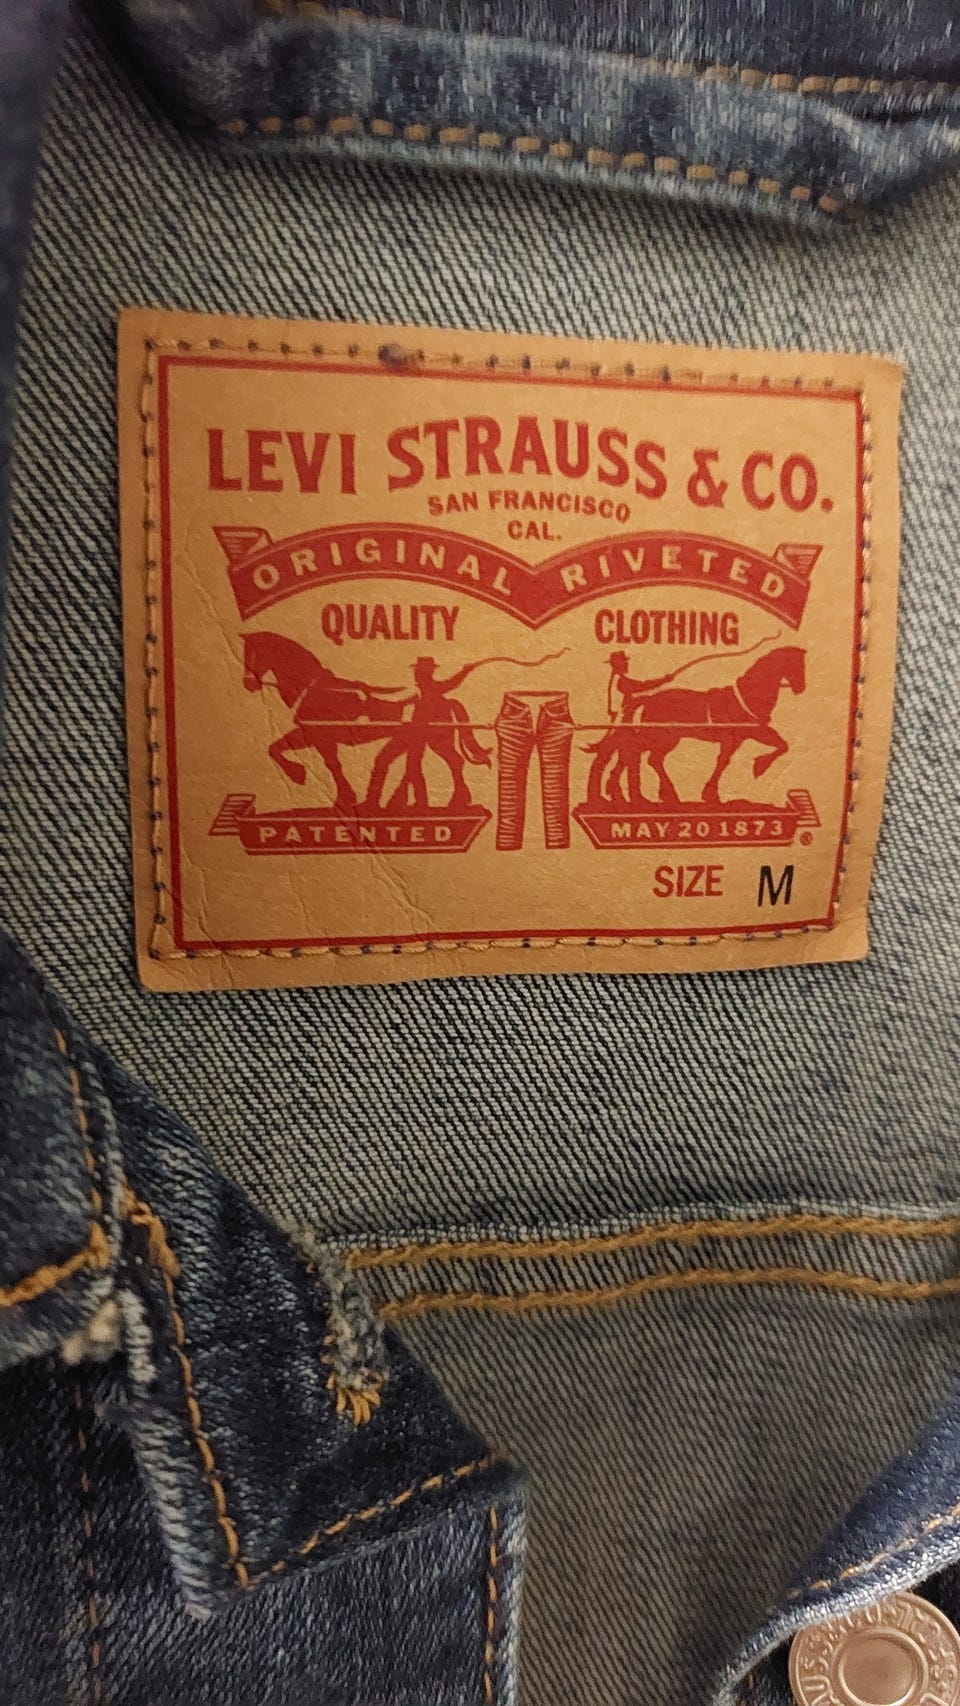 LEVI STRAUSS & CO.
SAN FRANCISCO
CAL.
ORIGINAL RIVETED
QUALITY CLOTHING
PATENTED MAY 20 1873 ®
SIZE M